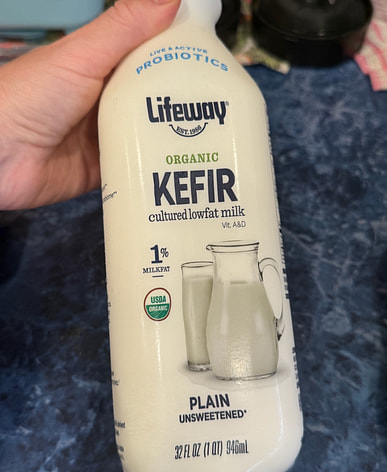 LIVE & ACTIVE
PROBIOTICS
Lifeway®
EST. 1986
ORGANIC
KEFIR
cultured lowfat milk
Vit. A&D
1%
MILKFAT
USDA
ORGANIC
PLAIN
UNSWEETENED*
32 FL OZ (1 QT) 946mL